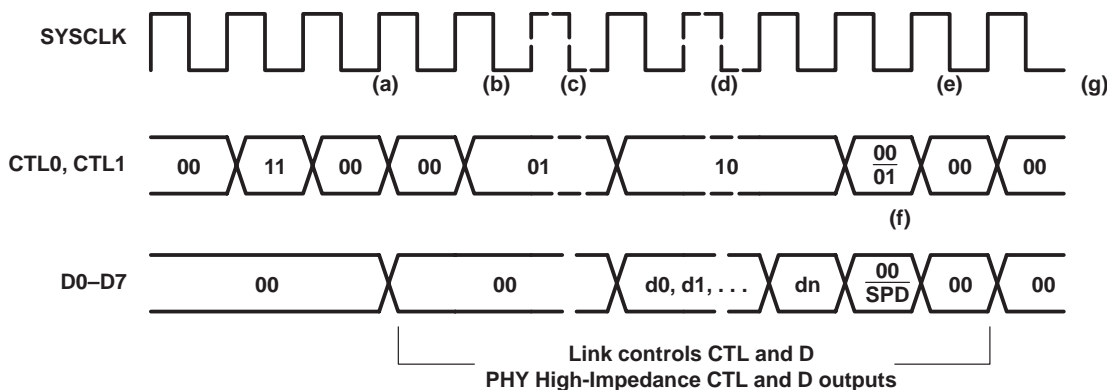 SYSCLK
(a) (b) (c) (d) (e) (g)
CTL0, CTL1 00 11 00 00 01 10 00 00 00
01
(f)
D0–D7 00 00 d0, d1, . . . dn 00 00 00
SPD
Link controls CTL and D
PHY High-Impedance CTL and D outputs